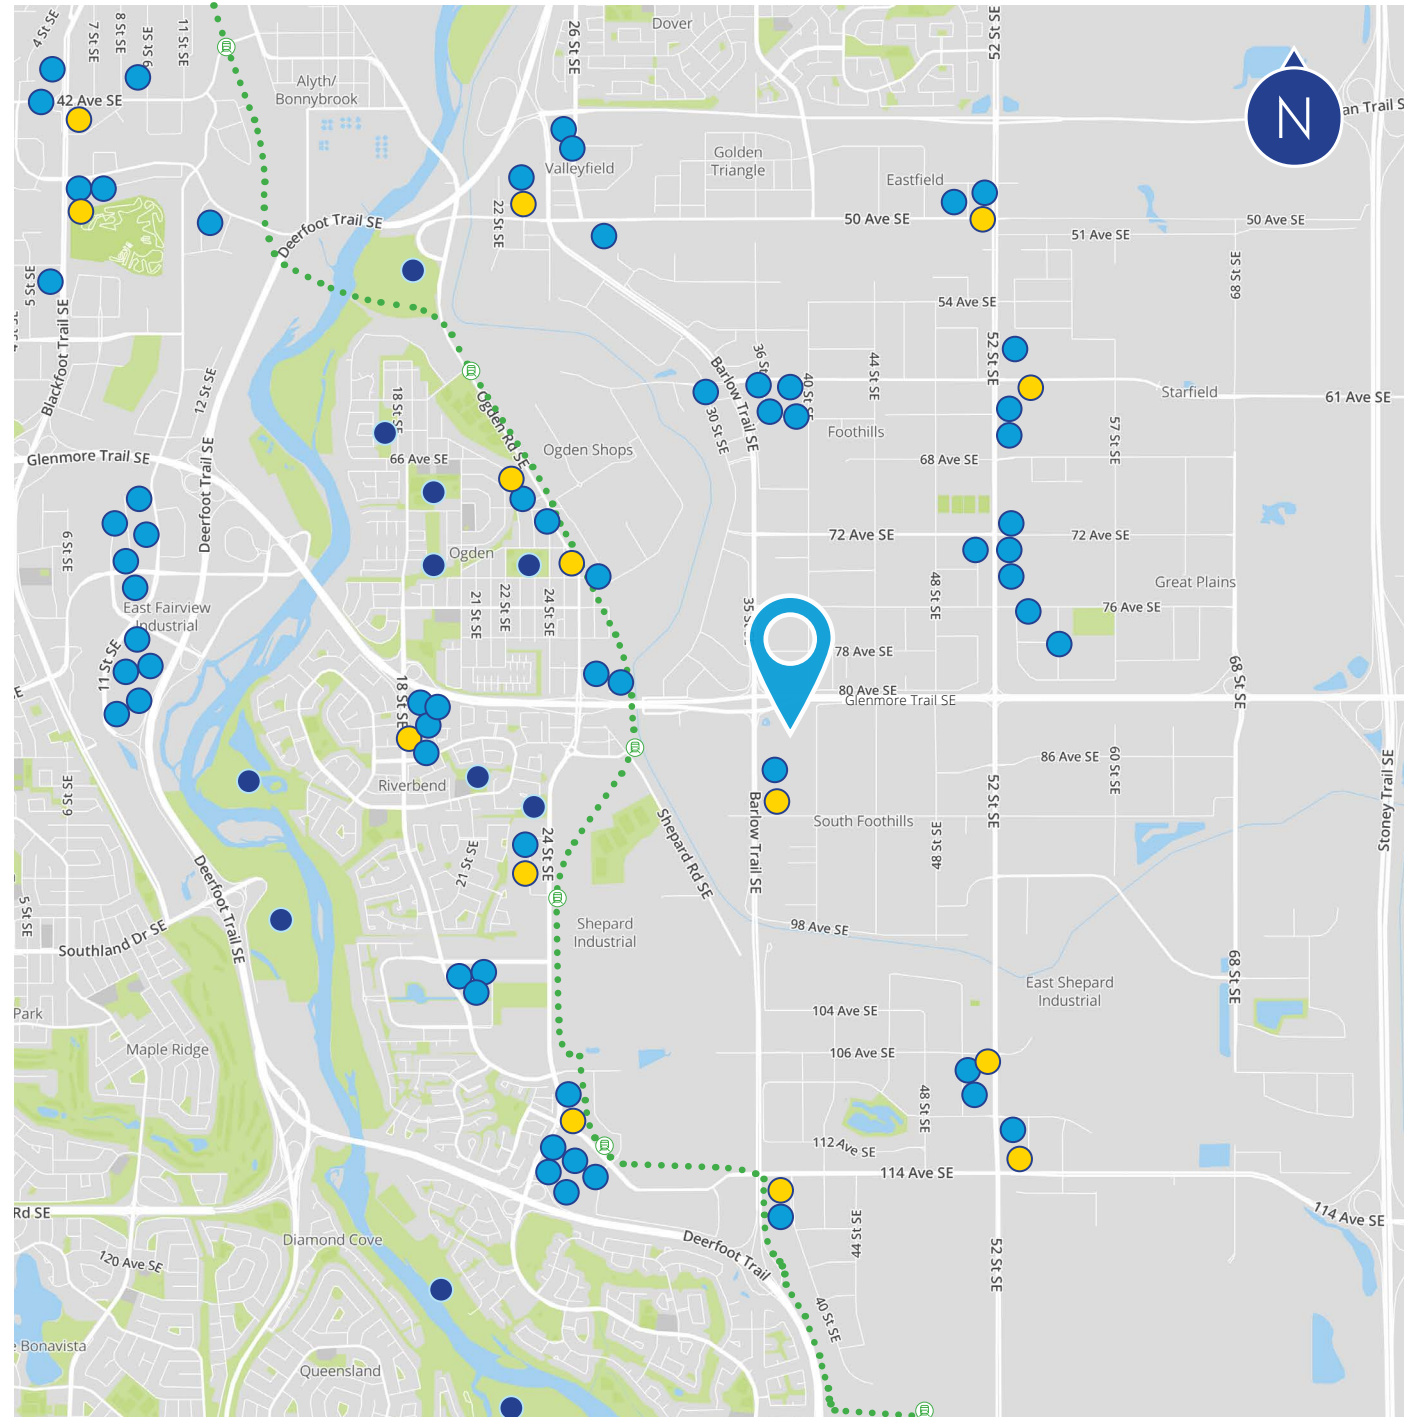 4 St SE
7 St SE
8 St SE
9 St SE
11 St SE
26 St SE
Dover
52 St SE
Alyth/
Bonnybrook
42 Ave SE
N
an Trail S
Valleyfield
Golden
Triangle
Eastfield
22 St SE
Deerfoot Trail SE
50 Ave SE
50 Ave SE
51 Ave SE
68 St SE
5 St SE
54 Ave SE
Blackfoot Trail SE
12 St SE
18 St SE
Ogden Rd SE
Barlow Trail SE
36 St
40 St SE
44 St SE
52 St SE
Starfield
61 Ave SE
30 St SE
Foothills
57 St SE
Glenmore Trail SE
Deerfoot Trail SE
66 Ave SE
Ogden Shops
68 Ave SE
6 St SE
Ogden
72 Ave SE
72 Ave SE
21 St SE
22 St SE
24 St SE
48 St SE
Great Plains
76 Ave SE
East Fairview
Industrial
35 St SE
78 Ave SE
11 St SE
18 St SE
80 Ave SE
Glenmore Trail SE
68 St SE
E
6 St SE
Riverbend
86 Ave SE
60 St SE
52 St SE
Stoney Trail SE
Barlow Trail SE
South Foothills
48 St SE
Shepard Rd SE
24 St SE
21 St SE
Deerfoot Trail SE
5 St SE
Southland Dr SE
Shepard
Industrial
98 Ave SE
68 St SE
East Shepard
Industrial
Park
104 Ave SE
Maple Ridge
106 Ave SE
48 St SE
112 Ave SE
114 Ave SE
Rd SE
114 Ave SE
Diamond Cove
Deerfoot Trail
44 St SE
52 St SE
120 Ave SE
40 St SE
Bonavista
Queensland